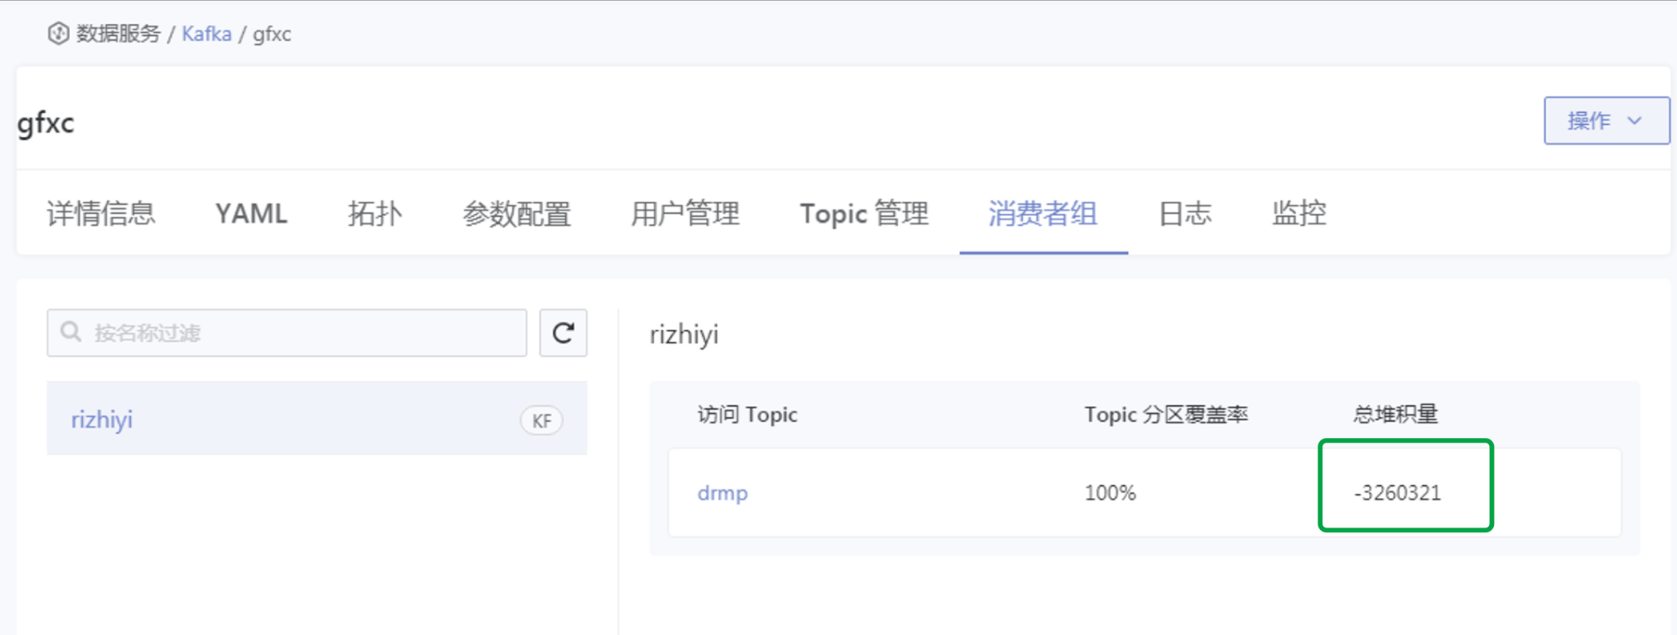 数据服务 / Kafka / gfxc
gfxc
操作
详情信息 YAML 拓扑 参数配置 用户管理 Topic 管理 消费者组 日志 监控
按名称过滤
rizhiyi KF
rizhiyi
访问 Topic Topic 分区覆盖率 总堆积量
drmp 100% -3260321